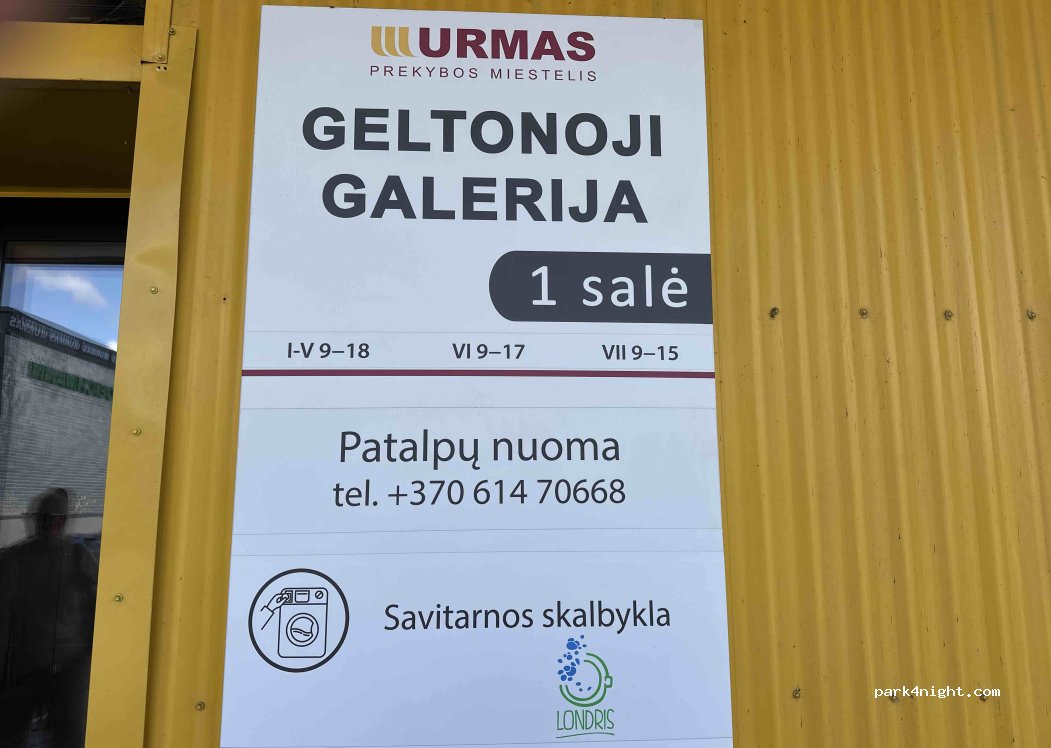 URMAS
PREKYBOS MIESTELIS
GELTONOJI
GALERIJA
1 salė
I-V 9–18 VI 9–17 VII 9–15
Patalpų nuoma
tel. +370 614 70668
Savitarnos skalbykla
LONDRIS
park4night.com